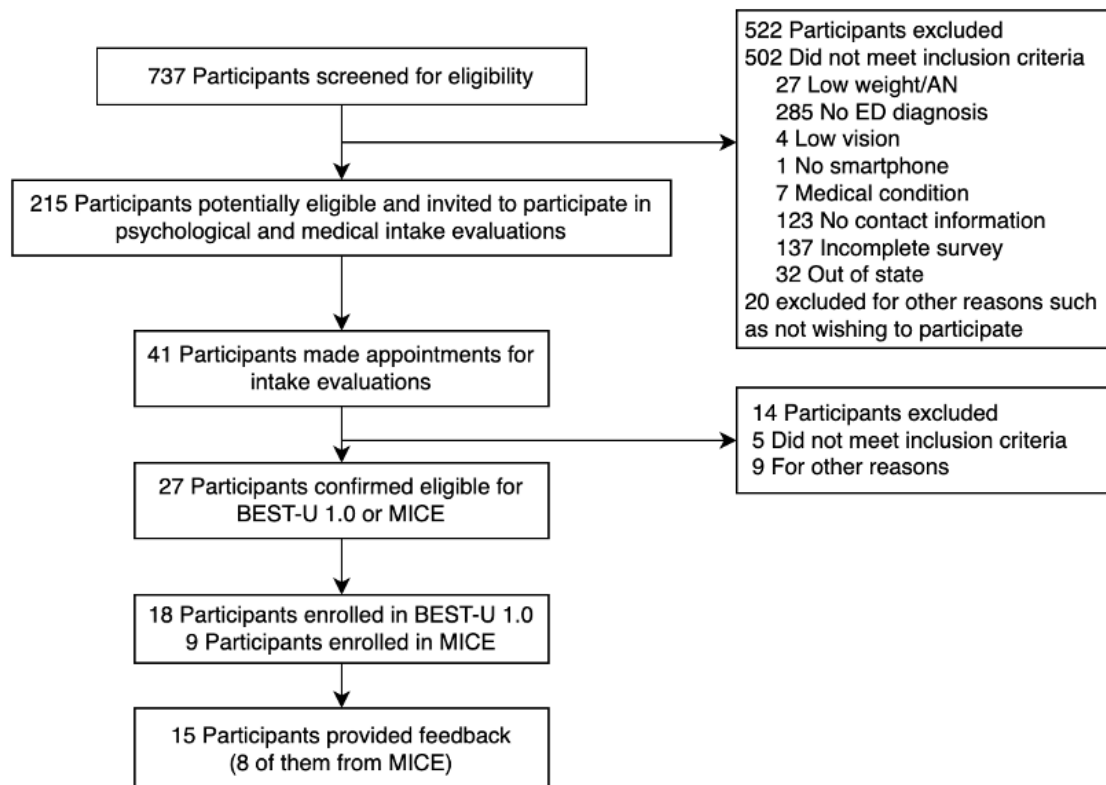 737 Participants screened for eligibility
522 Participants excluded
502 Did not meet inclusion criteria
27 Low weight/AN
285 No ED diagnosis
4 Low vision
1 No smartphone
7 Medical condition
123 No contact information
137 Incomplete survey
32 Out of state
20 excluded for other reasons such
as not wishing to participate
215 Participants potentially eligible and invited to participate in
psychological and medical intake evaluations
41 Participants made appointments for
intake evaluations
14 Participants excluded
5 Did not meet inclusion criteria
9 For other reasons
27 Participants confirmed eligible for
BEST-U 1.0 or MICE
18 Participants enrolled in BEST-U 1.0
9 Participants enrolled in MICE
15 Participants provided feedback
(8 of them from MICE)